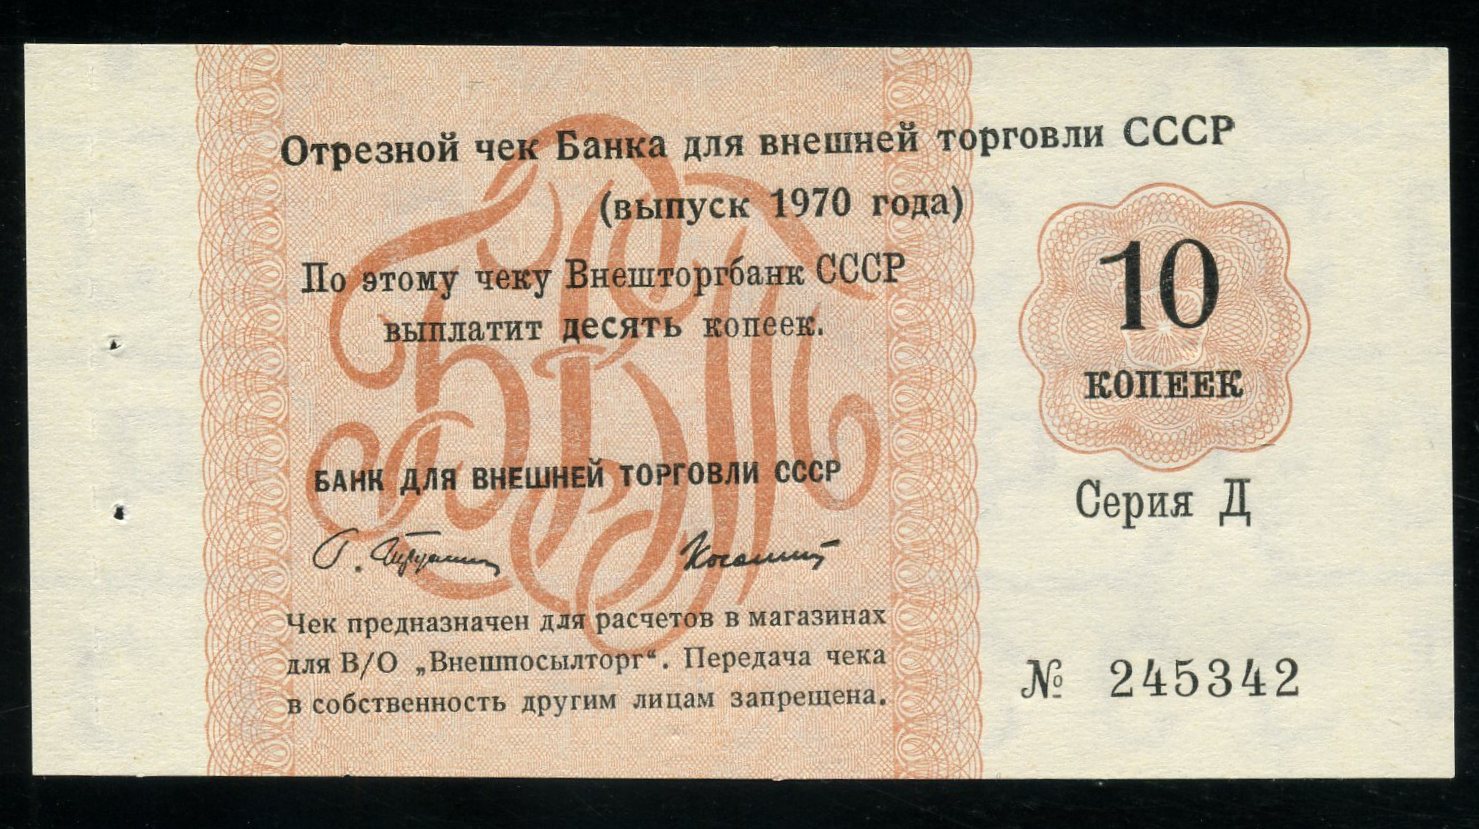 Отрезной чек Банка для внешней торговли СССР
(выпуск 1970 года)
По этому чеку Внешторгбанк СССР
выплатит десять копеек.
10
КОПЕЕК
БАНК ДЛЯ ВНЕШНЕЙ ТОРГОВЛИ СССР
Серия Д
Чек предназначен для расчетов в магазинах
для В/О „Внешпосылторг“. Передача чека
в собственность другим лицам запрещена.
№ 245342